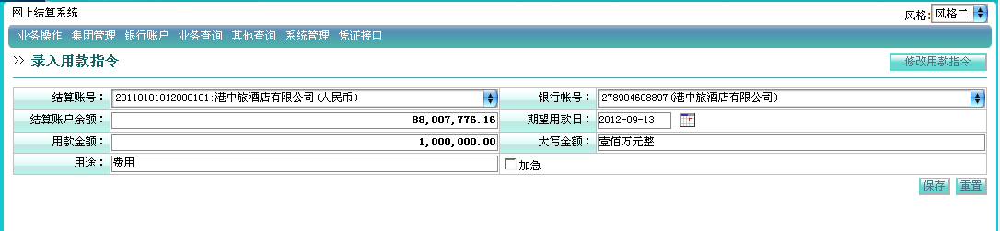 网上结算系统 风格: 风格二
业务操作 集团管理 银行账户 业务查询 其他查询 系统管理 凭证接口
>> 录入用款指令 修改用款指令
结算账号： 20110101012000101:港中旅酒店有限公司(人民币) 银行帐号： 278904608897(港中旅酒店有限公司)
结算账户余额： 88,007,776.16 期望用款日： 2012-09-13
用款金额： 1,000,000.00 大写金额： 壹佰万元整
用途： 费用 加急
保存 重置